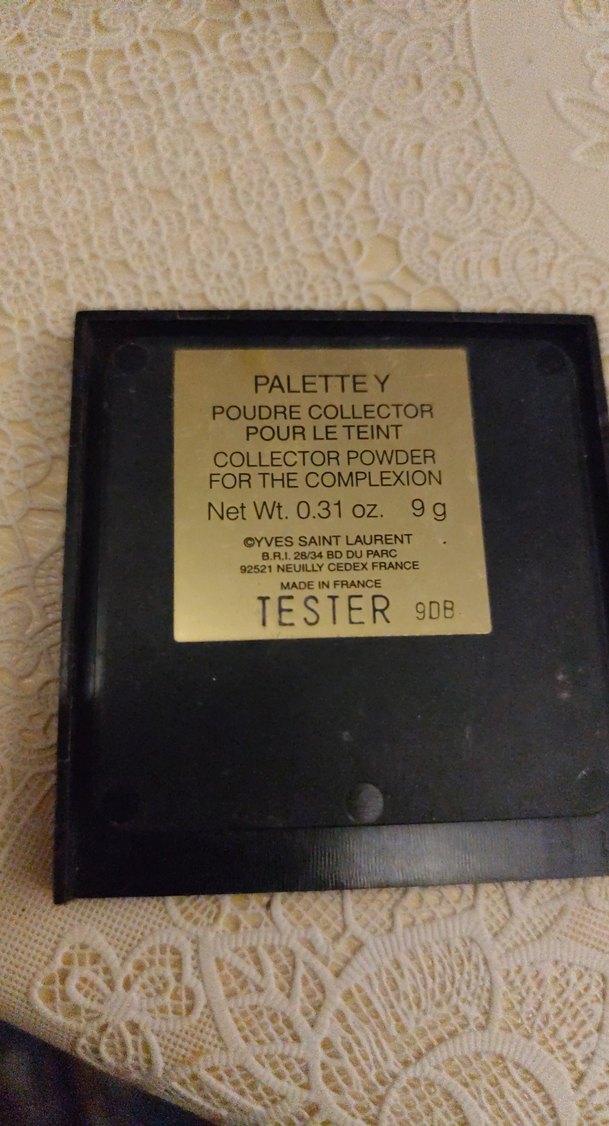 PALETTE Y
POUDRE COLLECTOR
POUR LE TEINT
COLLECTOR POWDER
FOR THE COMPLEXION
Net Wt. 0.31 oz. 9 g
©YVES SAINT LAURENT
B.R.I. 28/34 BD DU PARC
92521 NEUILLY CEDEX FRANCE
MADE IN FRANCE
TESTER 9DB